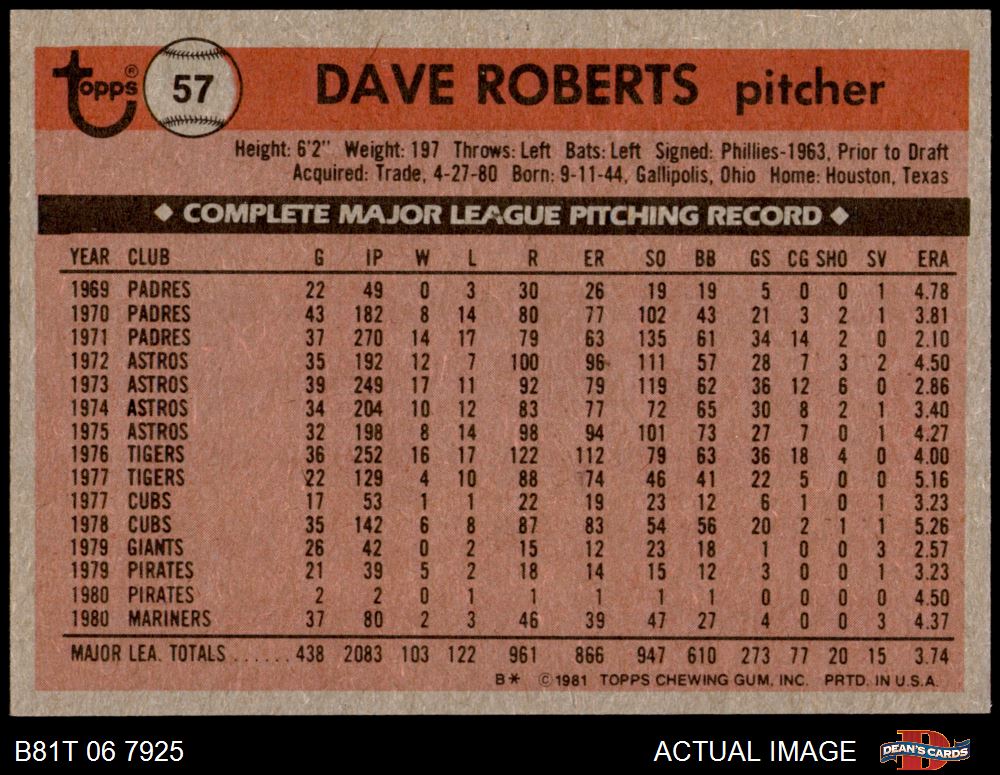 Topps® 57 DAVE ROBERTS pitcher
Height: 6'2" Weight: 197 Throws: Left Bats: Left Signed: Phillies-1963, Prior to Draft
Acquired: Trade, 4-27-80 Born: 9-11-44, Gallipolis, Ohio Home: Houston, Texas
◆ COMPLETE MAJOR LEAGUE PITCHING RECORD ◆
YEAR CLUB G IP W L R ER SO BB GS CG SHO SV ERA
1969 PADRES 22 49 0 3 30 26 19 19 5 0 0 1 4.78
1970 PADRES 43 182 8 14 80 77 102 43 21 3 2 1 3.81
1971 PADRES 37 270 14 17 79 63 135 61 34 14 2 0 2.10
1972 ASTROS 35 192 12 7 100 96 111 57 28 7 3 2 4.50
1973 ASTROS 39 249 17 11 92 79 119 62 36 12 6 0 2.86
1974 ASTROS 34 204 10 12 83 77 72 65 30 8 2 1 3.40
1975 ASTROS 32 198 8 14 98 94 101 73 27 7 0 1 4.27
1976 TIGERS 36 252 16 17 122 112 79 63 36 18 4 0 4.00
1977 TIGERS 22 129 4 10 88 74 46 41 22 5 0 0 5.16
1977 CUBS 17 53 1 1 22 19 23 12 6 1 0 1 3.23
1978 CUBS 35 142 6 8 87 83 54 56 20 2 1 1 5.26
1979 GIANTS 26 42 0 2 15 12 23 18 1 0 0 3 2.57
1979 PIRATES 21 39 5 2 18 14 15 12 3 0 0 1 3.23
1980 PIRATES 2 2 0 1 1 1 1 1 0 0 0 0 4.50
1980 MARINERS 37 80 2 3 46 39 47 27 4 0 0 3 4.37
MAJOR LEA. TOTALS ...... 438 2083 103 122 961 866 947 610 273 77 20 15 3.74
B* ©1981 TOPPS CHEWING GUM, INC. PRTD. IN U.S.A.
B81T 06 7925 ACTUAL IMAGE DEAN'S CARDS